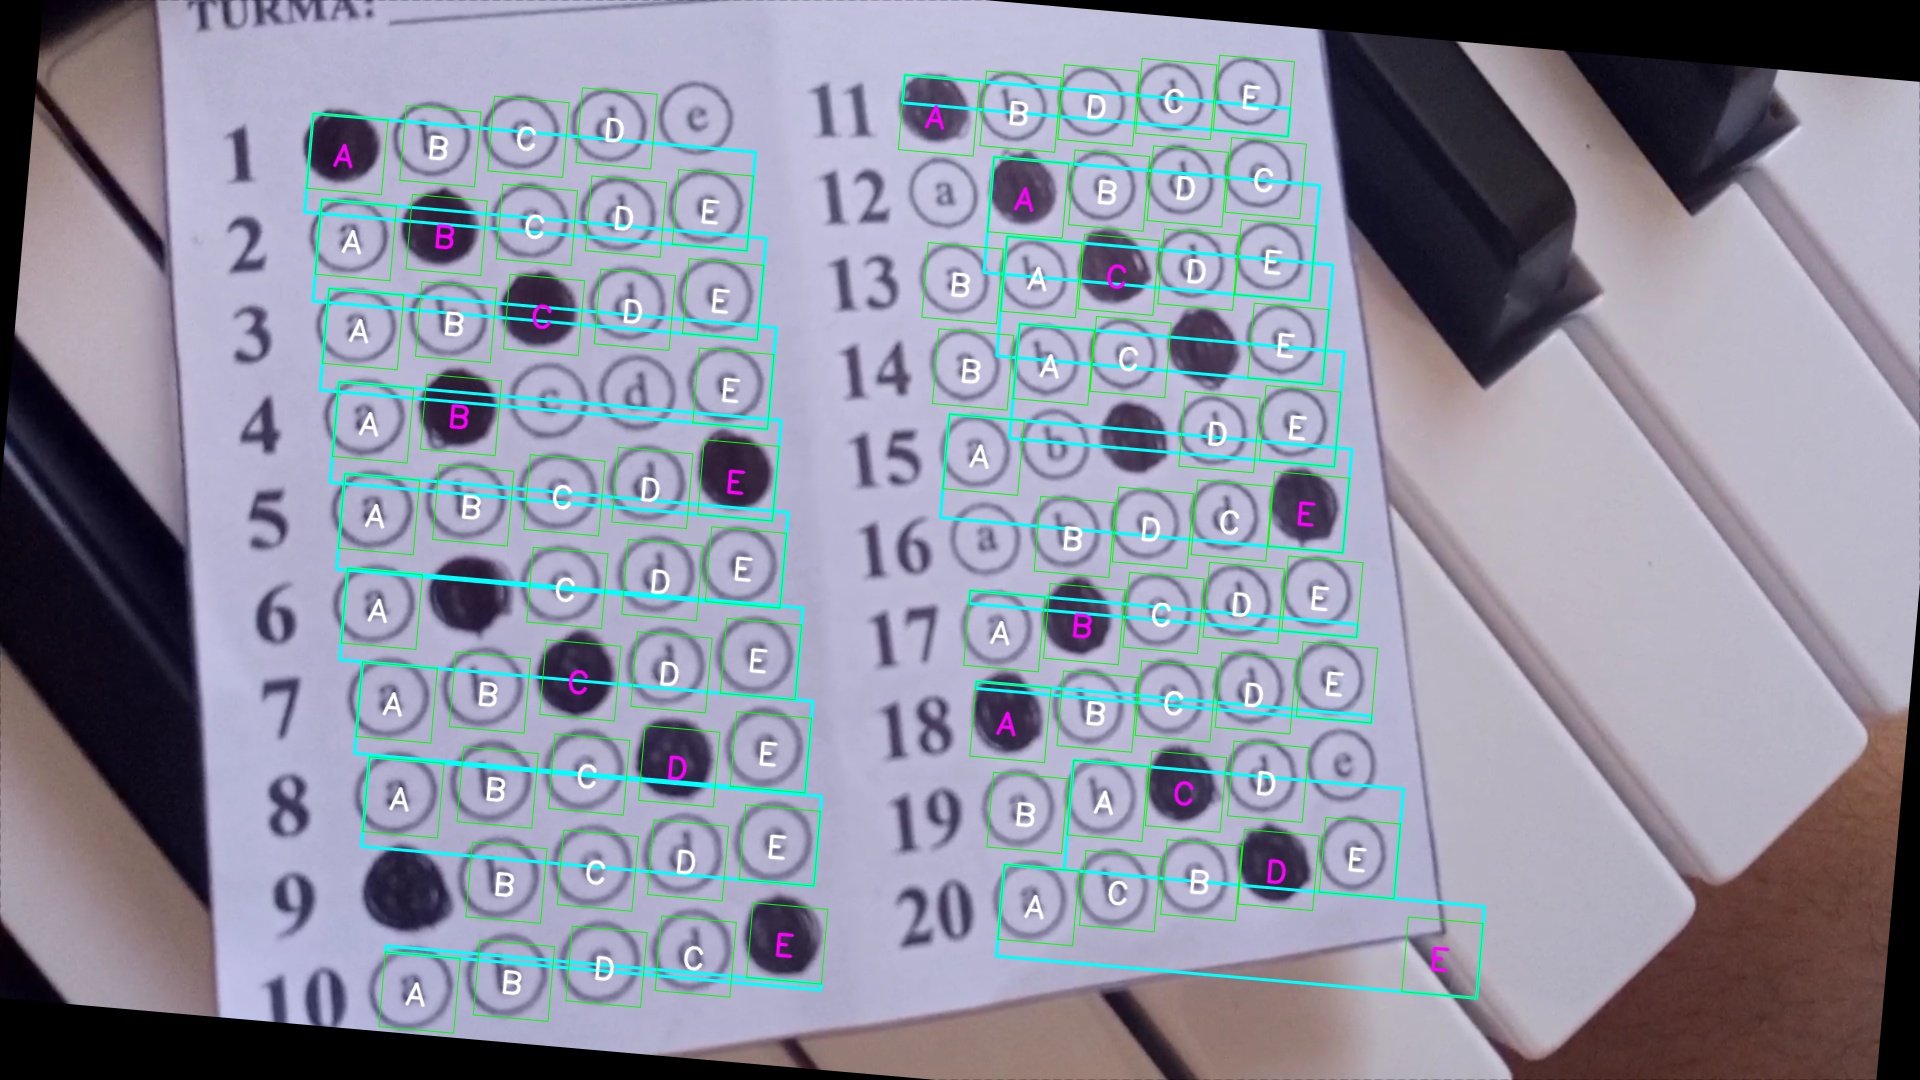 TURMA:
1 A B C D e
2 A B C D E
3 A B C D E
4 A B c d E
5 A B C D E
6 A C D E
7 A B C D E
8 A B C D E
9 B C D E
10 A B D C E
11 A B D C E
12 a A B D C
13 B A C D E
14 B A C E
15 A b D E
16 a B D C E
17 A B C D E
18 A B C D E
19 B A C D e
20 A C B D E
E